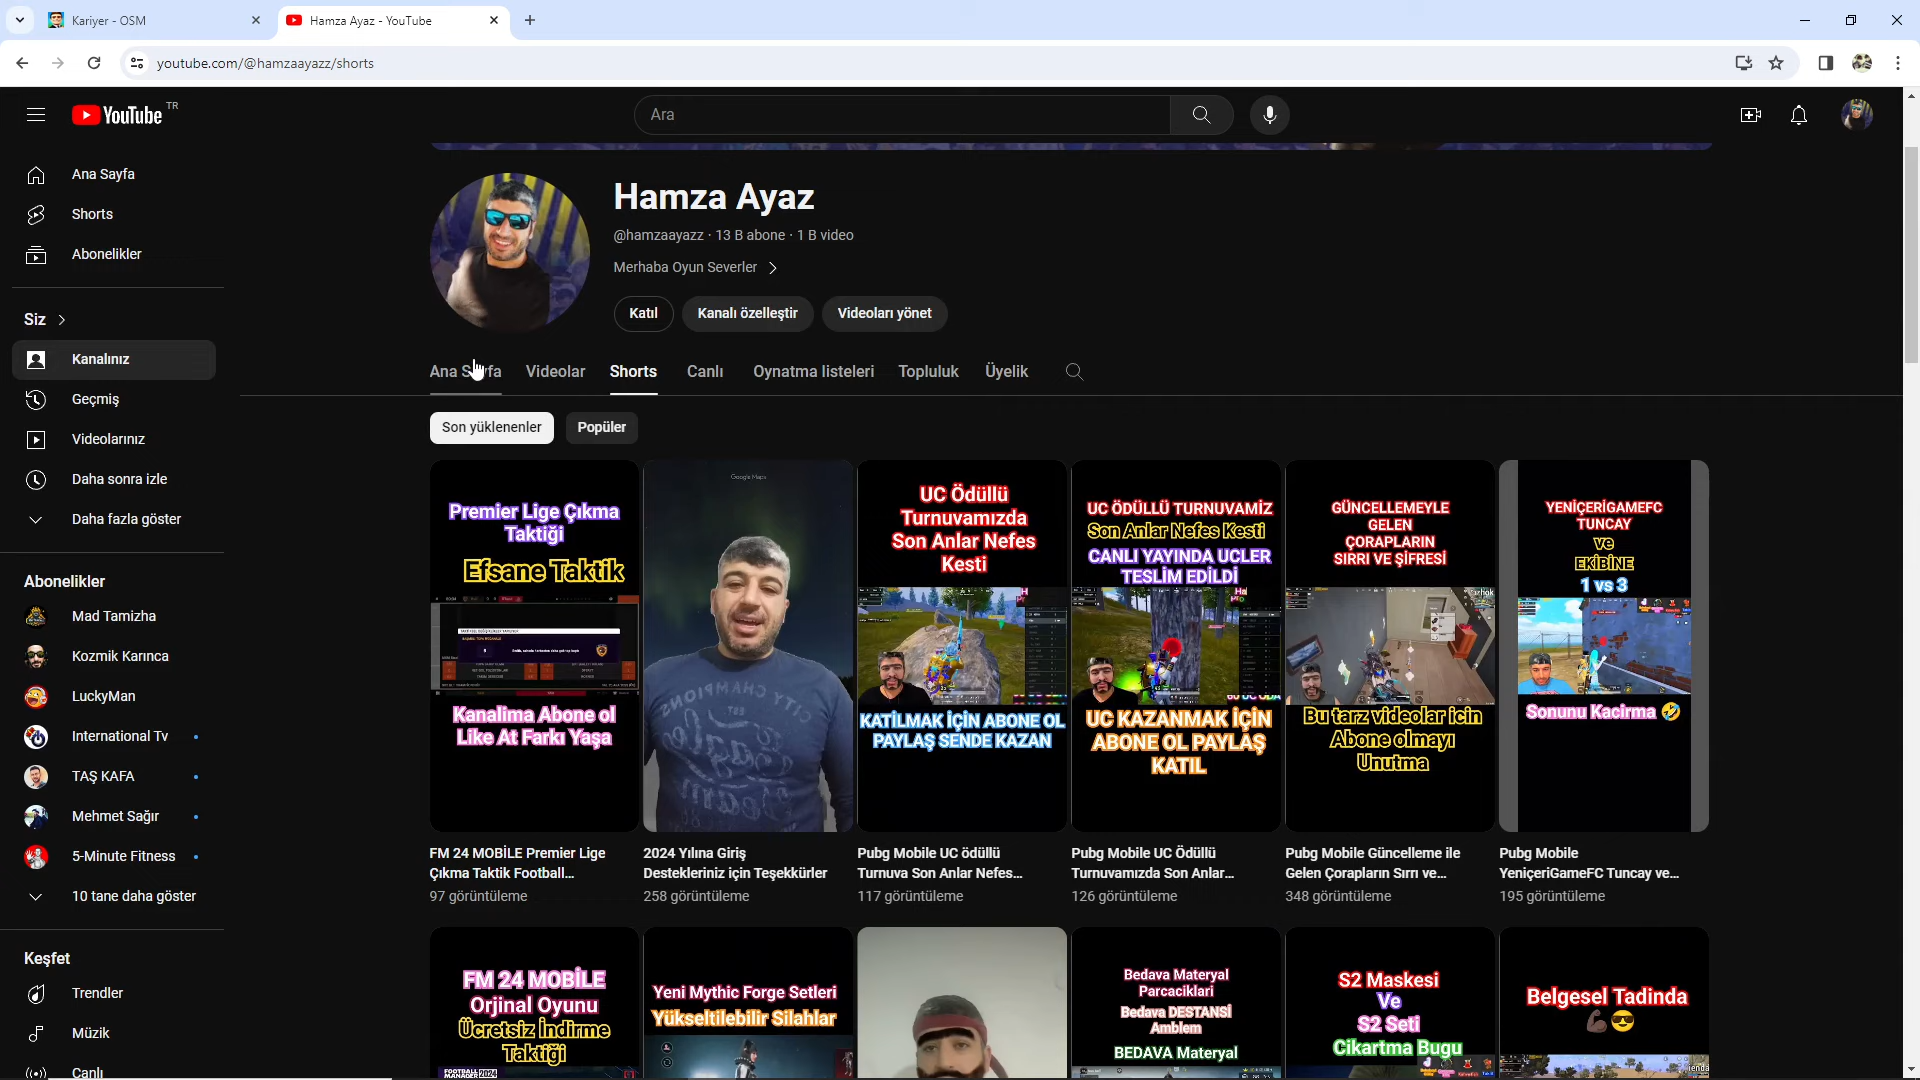 Kariyer - OSM
Hamza Ayaz - YouTube
youtube.com/@hamzaayazz/shorts
YouTube TR
Ara
Ana Sayfa
Shorts
Abonelikler
Siz
Kanalınız
Geçmiş
Videolarınız
Daha sonra izle
Daha fazla göster
Abonelikler
Mad Tamizha
Kozmik Karınca
LuckyMan
International Tv
TAŞ KAFA
Mehmet Sağır
5-Minute Fitness
10 tane daha göster
Keşfet
Trendler
Müzik
Canlı
Hamza Ayaz
@hamzaayazz · 13 B abone · 1 B video
Merhaba Oyun Severler
Katıl
Kanalı özelleştir
Videoları yönet
Ana Sayfa
Videolar
Shorts
Canlı
Oynatma listeleri
Topluluk
Üyelik
Son yüklenenler
Popüler
Premier Lige Çıkma
Taktiği
Efsane Taktik
Kanalima Abone ol
Like At Farkı Yaşa
FM 24 MOBİLE Premier Lige
Çıkma Taktik Football...
97 görüntüleme
Google Maps
2024 Yılına Giriş
Destekleriniz için Teşekkürler
258 görüntüleme
UC Ödüllü
Turnuvamızda
Son Anlar Nefes
Kesti
KATİLMAK İÇİN ABONE OL
PAYLAŞ SENDE KAZAN
Pubg Mobile UC ödüllü
Turnuva Son Anlar Nefes...
117 görüntüleme
UC ÖDÜLLÜ TURNUVAMİZ
Son Anlar Nefes Kesti
CANLI YAYINDA UCLER
TESLİM EDİLDİ
UC KAZANMAK İÇİN
ABONE OL PAYLAŞ
KATIL
Pubg Mobile UC Ödüllü
Turnuvamızda Son Anlar...
126 görüntüleme
GÜNCELLEMEYLE
GELEN
ÇORAPLARIN
SIRRI VE ŞİFRESİ
Bu tarz videolar icin
Abone olmayı
Unutma
Pubg Mobile Güncelleme ile
Gelen Çorapların Sırrı ve...
348 görüntüleme
YENİÇERİGAMEFC
TUNCAY
ve
EKİBİNE
1 vs 3
Sonunu Kacirma 🤣
Pubg Mobile
YeniçeriGameFC Tuncay ve...
195 görüntüleme
FM 24 MOBİLE
Orjinal Oyunu
Ücretsiz İndirme
Taktiği
FOOTBALL
MANAGER 2024
Yeni Mythic Forge Setleri
Yükseltilebilir Silahlar
Bedava Materyal
Parcaciklari
Bedava DESTANSİ
Amblem
BEDAVA Materyal
S2 Maskesi
Ve
S2 Seti
Cikartma Bugu
Belgesel Tadinda
💪🏿😎